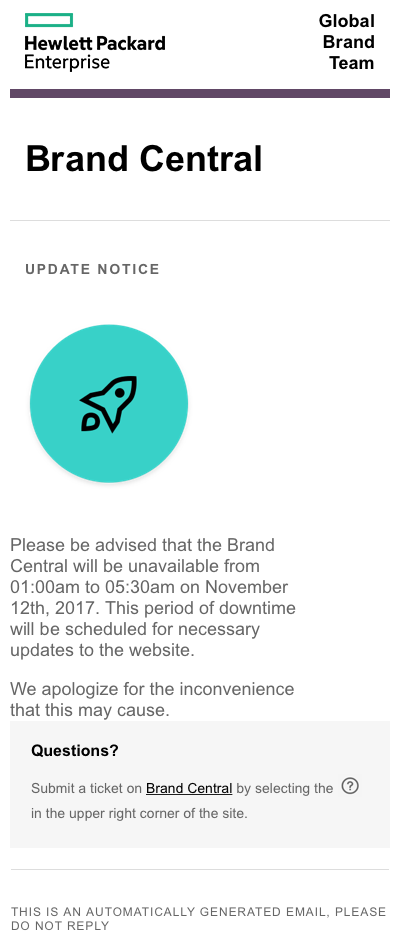 Hewlett Packard
Enterprise
Global
Brand
Team
Brand Central
UPDATE NOTICE
Please be advised that the Brand
Central will be unavailable from
01:00am to 05:30am on November
12th, 2017. This period of downtime
will be scheduled for necessary
updates to the website.
We apologize for the inconvenience
that this may cause.
Questions?
Submit a ticket on Brand Central by selecting the ?
in the upper right corner of the site.
THIS IS AN AUTOMATICALLY GENERATED EMAIL, PLEASE
DO NOT REPLY